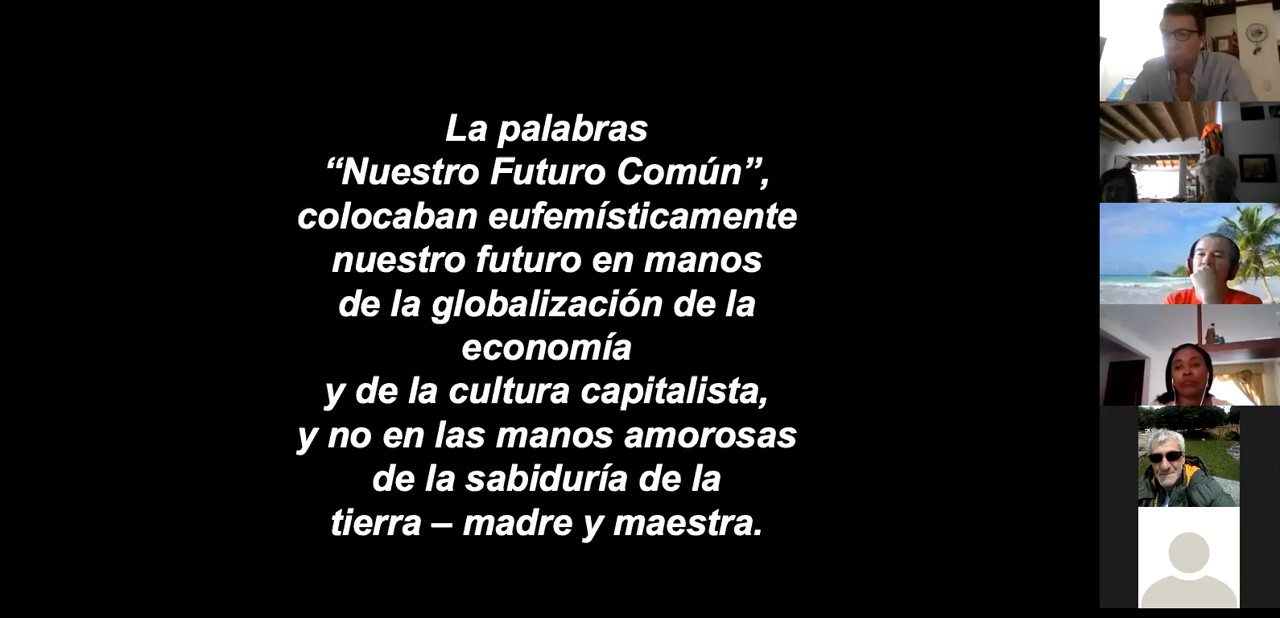 La palabras
“Nuestro Futuro Común”,
colocaban eufemísticamente
nuestro futuro en manos
de la globalización de la
economía
y de la cultura capitalista,
y no en las manos amorosas
de la sabiduría de la
tierra – madre y maestra.